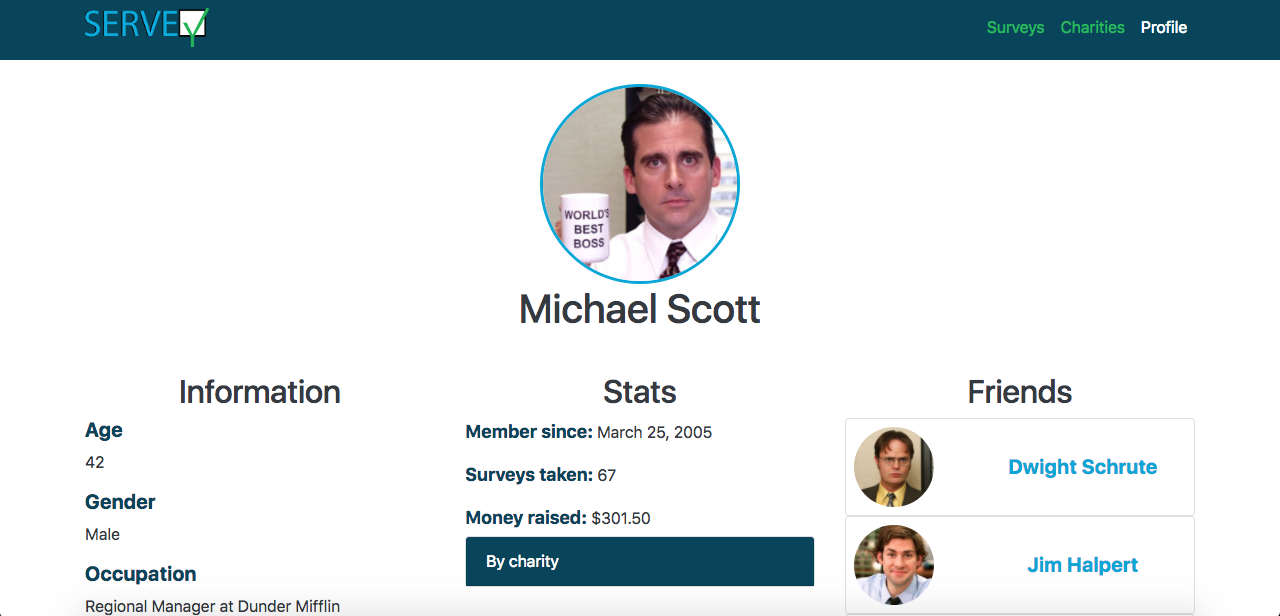 SERVEY
Surveys Charities Profile
WORLD'S
BEST
BOSS
Michael Scott
Information
Age
42
Gender
Male
Occupation
Regional Manager at Dunder Mifflin
Stats
Member since: March 25, 2005
Surveys taken: 67
Money raised: $301.50
By charity
Friends
Dwight Schrute
Jim Halpert